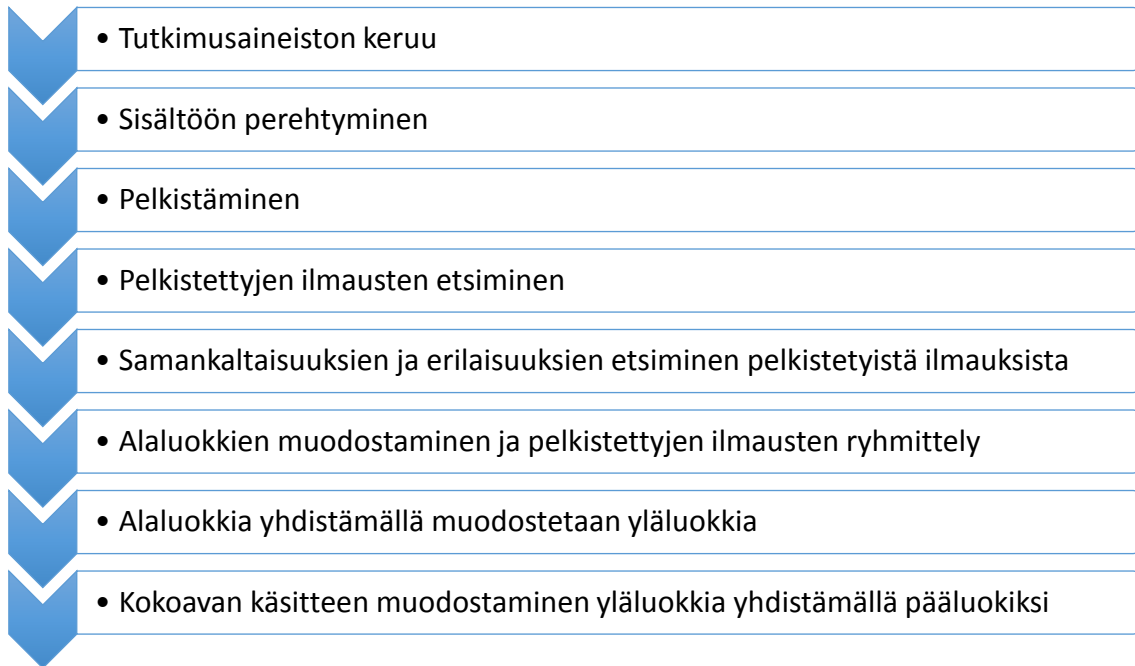 • Tutkimusaineiston keruu
• Sisältöön perehtyminen
• Pelkistäminen
• Pelkistettyjen ilmausten etsiminen
• Samankaltaisuuksien ja erilaisuuksien etsiminen pelkistetyistä ilmauksista
• Alaluokkien muodostaminen ja pelkistettyjen ilmausten ryhmittely
• Alaluokkia yhdistämällä muodostetaan yläluokkia
• Kokoavan käsitteen muodostaminen yläluokkia yhdistämällä pääluokiksi